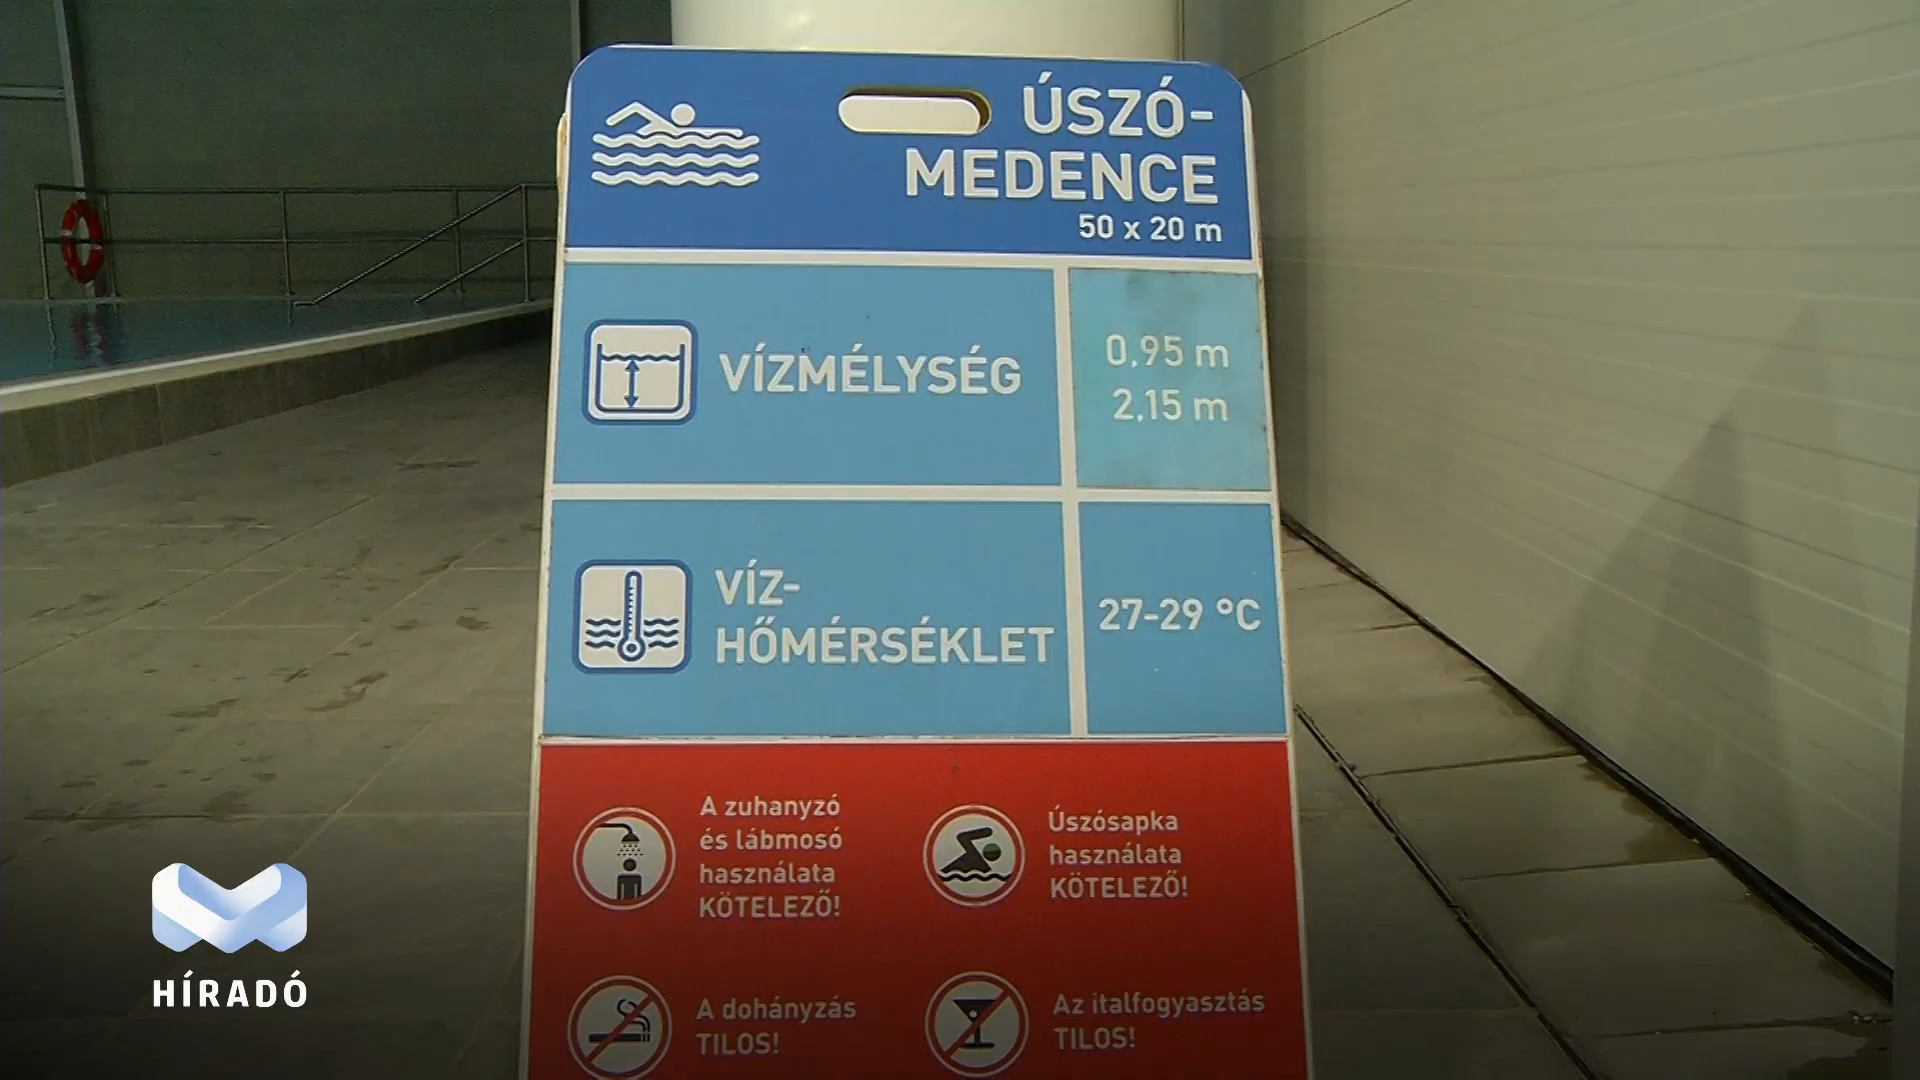 ÚSZÓ-
MEDENCE
50 x 20 m
VÍZMÉLYSÉG
0,95 m
2,15 m
VÍZ-
HŐMÉRSÉKLET
27-29 °C
A zuhanyzó
és lábmosó
használata
KÖTELEZŐ!
Úszósapka
használata
KÖTELEZŐ!
A dohányzás
TILOS!
Az italfogyasztás
TILOS!
HÍRADÓ